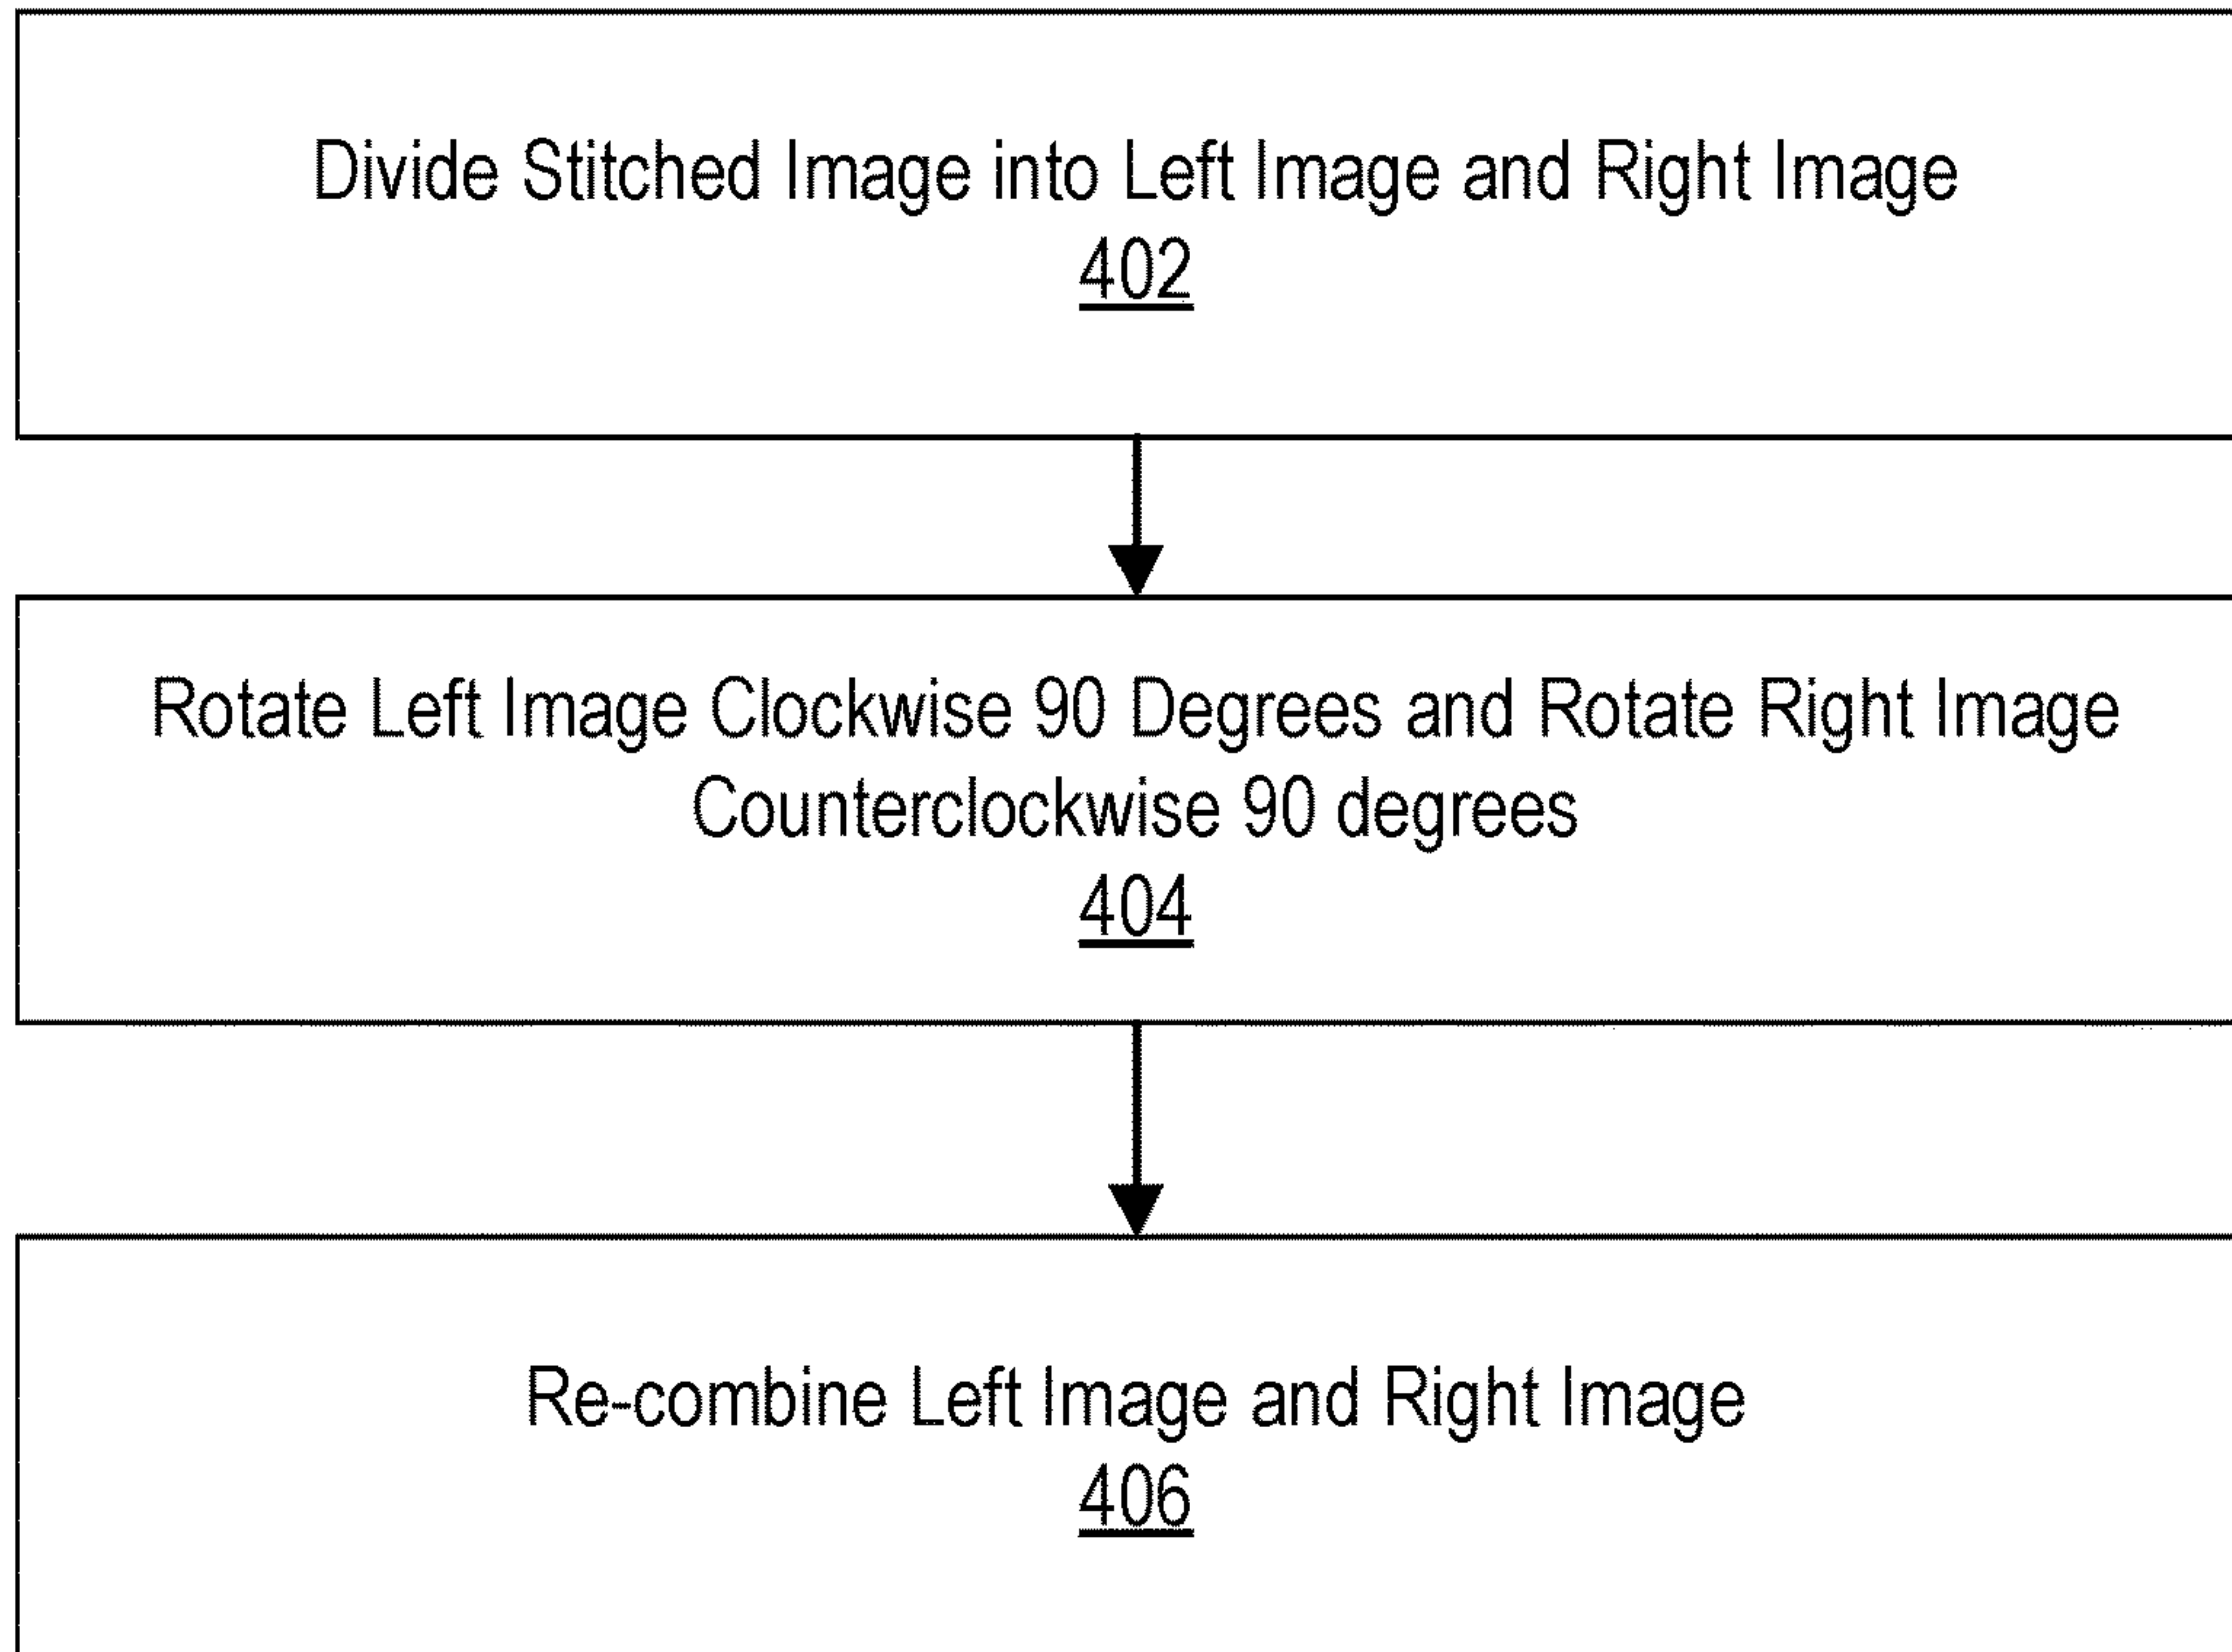 Divide Stitched Image into Left Image and Right Image
402
Rotate Left Image Clockwise 90 Degrees and Rotate Right Image
Counterclockwise 90 degrees
404
Re-combine Left Image and Right Image
406